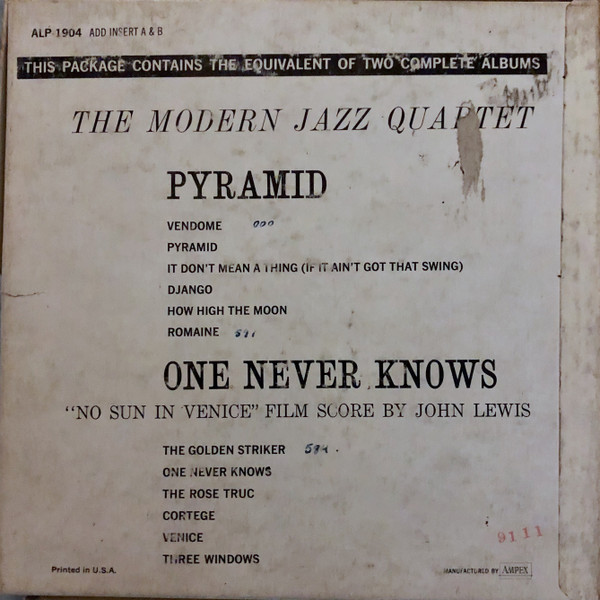 ALP 1904 ADD INSERT A & B
THIS PACKAGE CONTAINS THE EQUIVALENT OF TWO COMPLETE ALBUMS
THE MODERN JAZZ QUARTET
PYRAMID
VENDOME 000
PYRAMID
IT DON'T MEAN A THING (IF IT AIN'T GOT THAT SWING)
DJANGO
HOW HIGH THE MOON
ROMAINE
ONE NEVER KNOWS
"NO SUN IN VENICE" FILM SCORE BY JOHN LEWIS
THE GOLDEN STRIKER
ONE NEVER KNOWS
THE ROSE TRUC
CORTEGE
VENICE
THREE WINDOWS
9111
Printed in U.S.A.
MANUFACTURED BY AMPEX